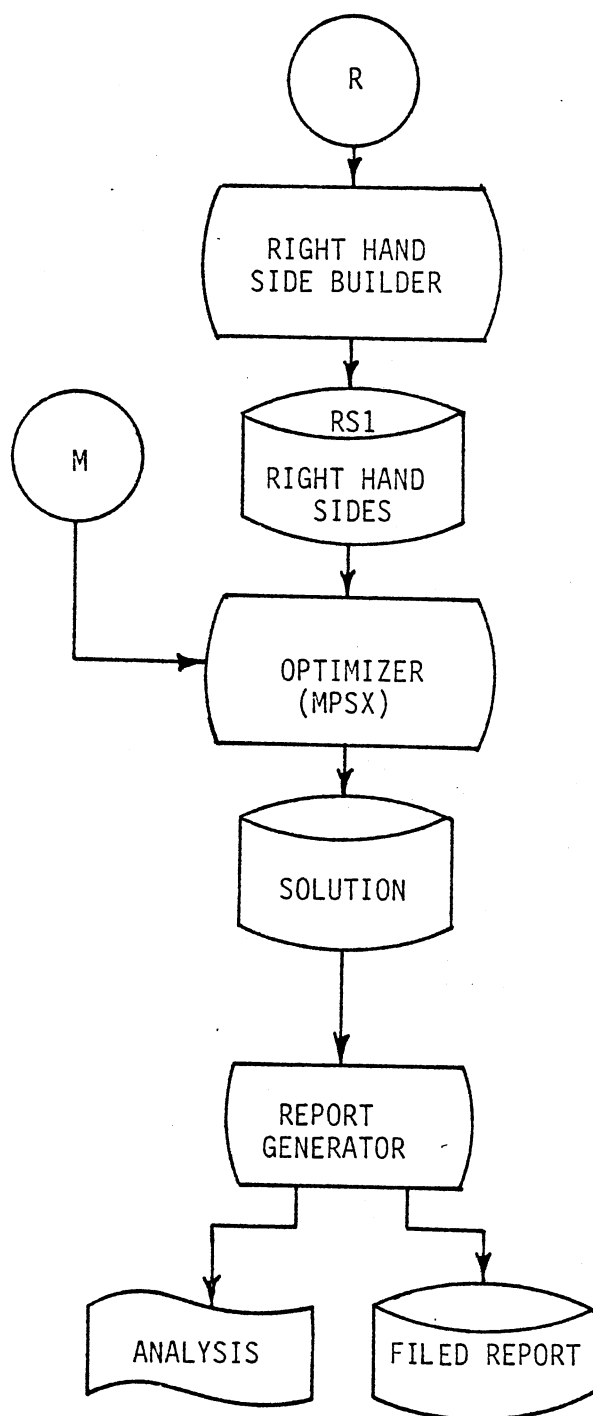 R
RIGHT HAND
SIDE BUILDER
RS1
RIGHT HAND
SIDES
M
OPTIMIZER
(MPSX)
SOLUTION
REPORT
GENERATOR
ANALYSIS
FILED REPORT